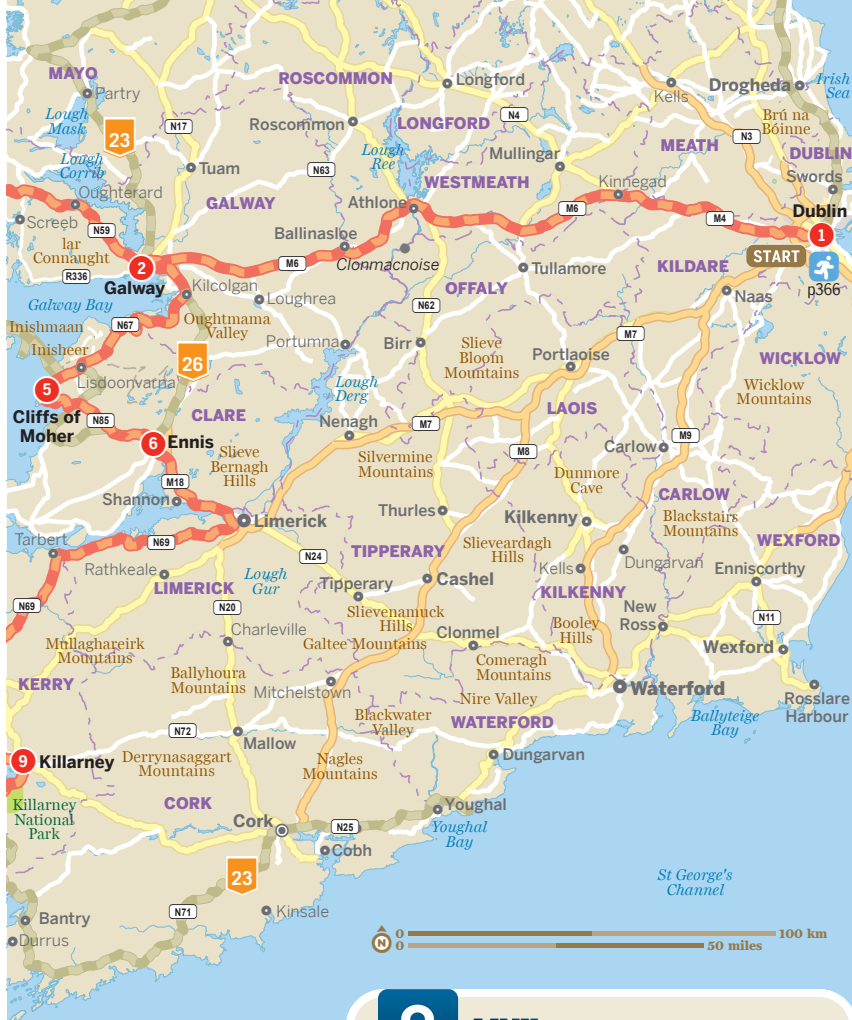 MAYO
Partry
Lough
Mask
23
N17
Lough
Corrib
Oughterard
Tuam
Screeb
N59
Iar
Connaught
R336
2
Galway
GALWAY
ROSCOMMON
Roscommon
Longford
LONGFORD
N4
Lough
Ree
Mullingar
N63
WESTMEATH
Athlone
Ballinasloe
M6
Clonmacnoise
Kells
Drogheda
Irish
Sea
Brú na
Bóinne
N3
MEATH
DUBLIN
Swords
Kinnegad
M6
M4
Dublin
1
START
p366
Tullamore
KILDARE
Naas
OFFALY
N62
Kilcolgan
Loughrea
Galway Bay
N67
Oughtmama
Valley
Inishmaan
Inisheer
Portumna
Birr
Slieve
Bloom
Mountains
M7
Portlaoise
WICKLOW
Wicklow
Mountains
26
Lisdoonvarna
5
Cliffs of
Moher
N85
6
Ennis
CLARE
Lough
Derg
LAOIS
Nenagh
M7
M8
M9
Carlow
Slieve
Bernagh
Hills
Silvermine
Mountains
Dunmore
Cave
M18
Shannon
CARLOW
Blackstairs
Mountains
Thurles
Kilkenny
Limerick
Tarbert
N69
TIPPERARY
Slieveardagh
Hills
WEXFORD
Rathkeale
N24
Lough
Gur
LIMERICK
Tipperary
Cashel
Kells
Dungarvan
Enniscorthy
KILKENNY
N69
N20
Slievenamuck
Hills
New
Ross
N11
Charleville
Galtee Mountains
Clonmel
Booley
Hills
Wexford
Mullaghareirk
Mountains
Comeragh
Mountains
Ballyhoura
Mountains
KERRY
Mitchelstown
Waterford
Rosslare
Harbour
Nire Valley
Blackwater
Valley
WATERFORD
Ballyteige
Bay
N72
Mallow
9
Killarney
Derrynasaggart
Mountains
Nagles
Mountains
Dungarvan
Killarney
National
Park
CORK
Cork
N25
Youghal
Youghal
Bay
Cobh
23
St George's
Channel
N71
Kinsale
Bantry
Durrus
N
0
100 km
0
50 miles